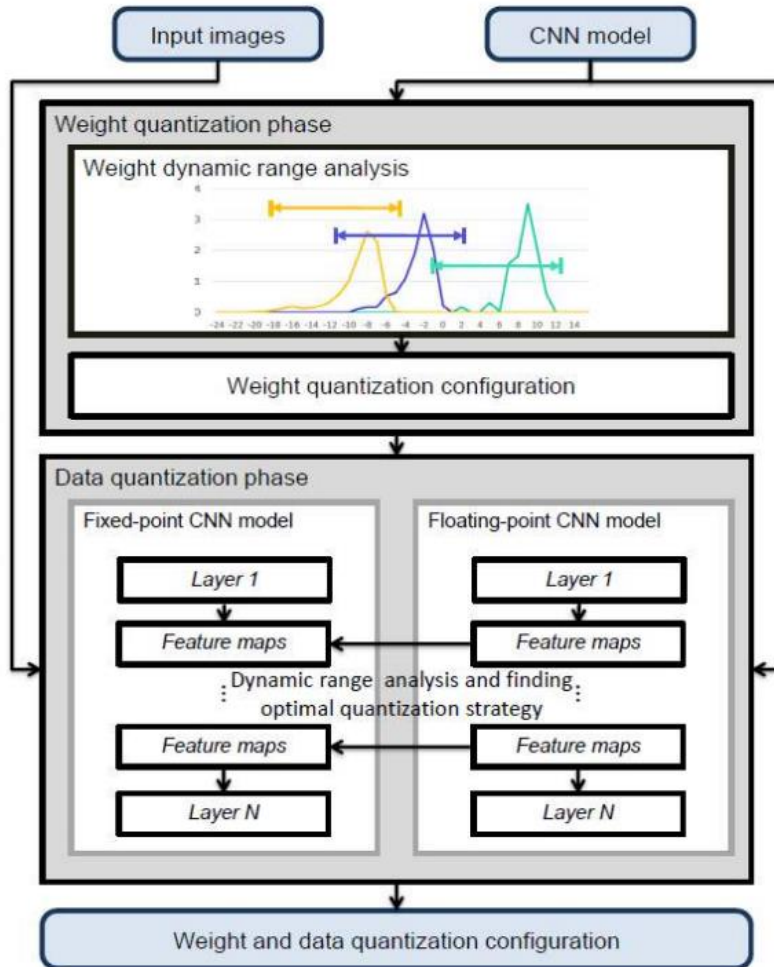 Input images
CNN model
Weight quantization phase
Weight dynamic range analysis
4
3
2
1
0
-24 -22 -20 -18 -16 -14 -12 -10 -8 -6 -4 -2 0 2 4 6 8 10 12 14
Weight quantization configuration
Data quantization phase
Fixed-point CNN model
Floating-point CNN model
Layer 1
Layer 1
Feature maps
Feature maps
Dynamic range analysis and finding
optimal quantization strategy
Feature maps
Feature maps
Layer N
Layer N
Weight and data quantization configuration